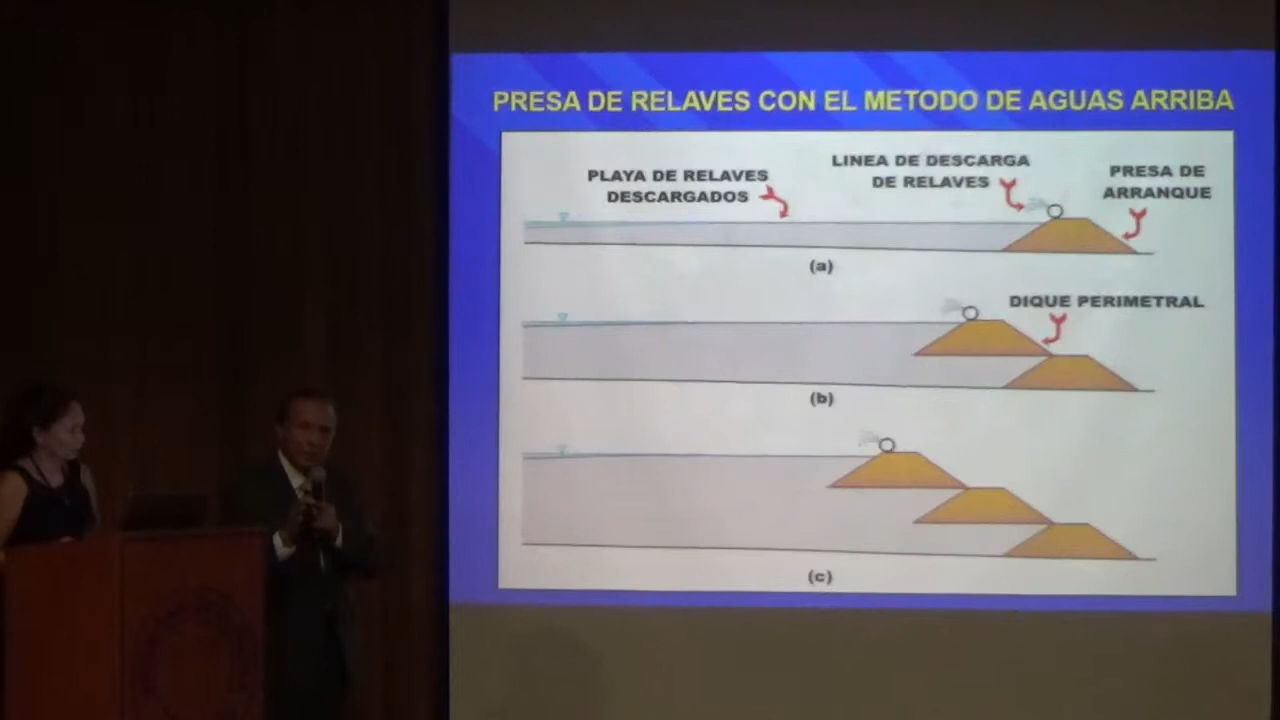 PRESA DE RELAVES CON EL METODO DE AGUAS ARRIBA
PLAYA DE RELAVES
DESCARGADOS
LINEA DE DESCARGA
DE RELAVES
PRESA DE
ARRANQUE
(a)
DIQUE PERIMETRAL
(b)
(c)